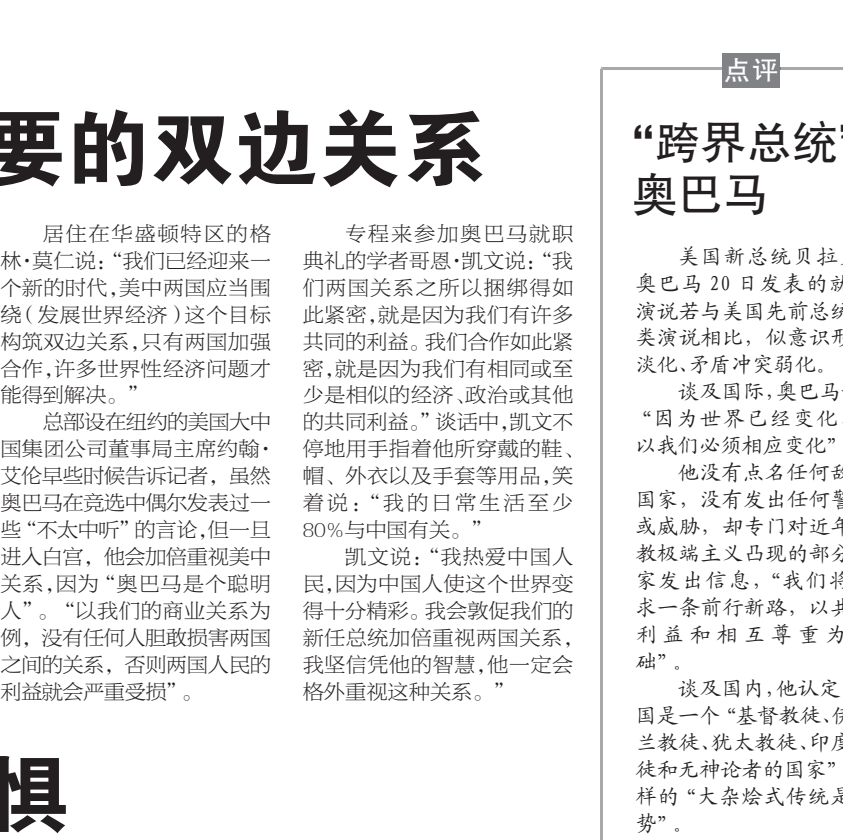 要的双边关系
居住在华盛顿特区的格
林·莫仁说：“我们已经迎来一
个新的时代，美中两国应当围
绕（发展世界经济）这个目标
构筑双边关系，只有两国加强
合作，许多世界性经济问题才
能得到解决。”
总部设在纽约的美国大中
国集团公司董事局主席约翰·
艾伦早些时候告诉记者，虽然
奥巴马在竞选中偶尔发表过一
些“不太中听”的言论，但一旦
进入白宫，他会加倍重视美中
关系，因为“奥巴马是个聪明
人”。“以我们的商业关系为
例，没有任何人胆敢损害两国
之间的关系，否则两国人民的
利益就会严重受损”。
专程来参加奥巴马就职
典礼的学者哥恩·凯文说：“我
们两国关系之所以捆绑得如
此紧密，就是因为我们有许多
共同的利益。我们合作如此紧
密，就是因为我们有相同或至
少是相似的经济、政治或其他
的共同利益。”谈话中，凯文不
停地用手指着他所穿戴的鞋、
帽、外衣以及手套等用品，笑
着说：“我的日常生活至少
80%与中国有关。”
凯文说：“我热爱中国人
民，因为中国人使这个世界变
得十分精彩。我会敦促我们的
新任总统加倍重视两国关系，
我坚信凭他的智慧，他一定会
格外重视这种关系。”
惧
点评
“跨界总统”
奥巴马
美国新总统贝拉
奥巴马 20 日发表的就
演说若与美国先前总统
类演说相比，似意识形
淡化、矛盾冲突弱化。
谈及国际，奥巴马
“因为世界已经变化，
以我们必须相应变化”
他没有点名任何敌
国家，没有发出任何警
或威胁，却专门对近年
教极端主义凸现的部分
家发出信息，“我们将
求一条前行新路，以共
利益和相互尊重为
础”。
谈及国内，他认定
国是一个“基督教徒、
兰教徒、犹太教徒、印度
徒和无神论者的国家”
样的“大杂烩式传统是
势”。